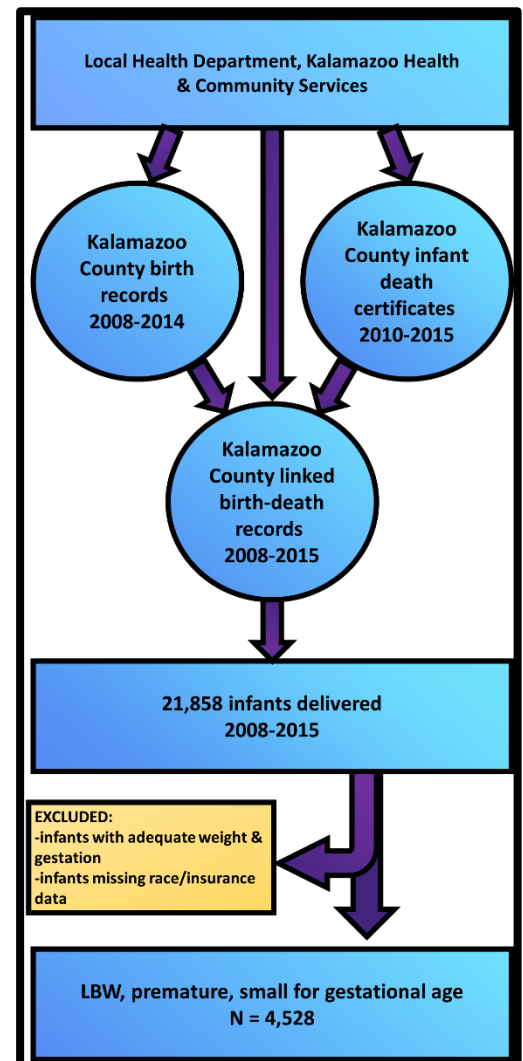 Local Health Department, Kalamazoo Health
& Community Services
Kalamazoo
County birth
records
2008-2014
Kalamazoo
County infant
death
certificates
2010-2015
Kalamazoo
County linked
birth-death
records
2008-2015
21,858 infants delivered
2008-2015
EXCLUDED:
-infants with adequate weight &
gestation
-infants missing race/insurance
data
LBW, premature, small for gestational age
N = 4,528